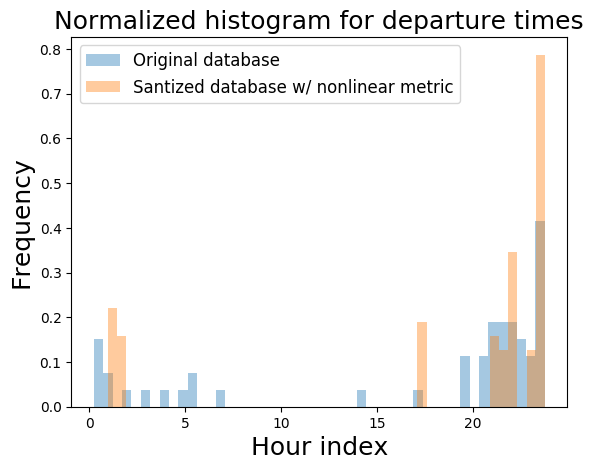 Normalized histogram for departure times
Original database
Santized database w/ nonlinear metric
0.8
0.7
0.6
0.5
0.4
0.3
0.2
0.1
0.0
Frequency
0 5 10 15 20
Hour index